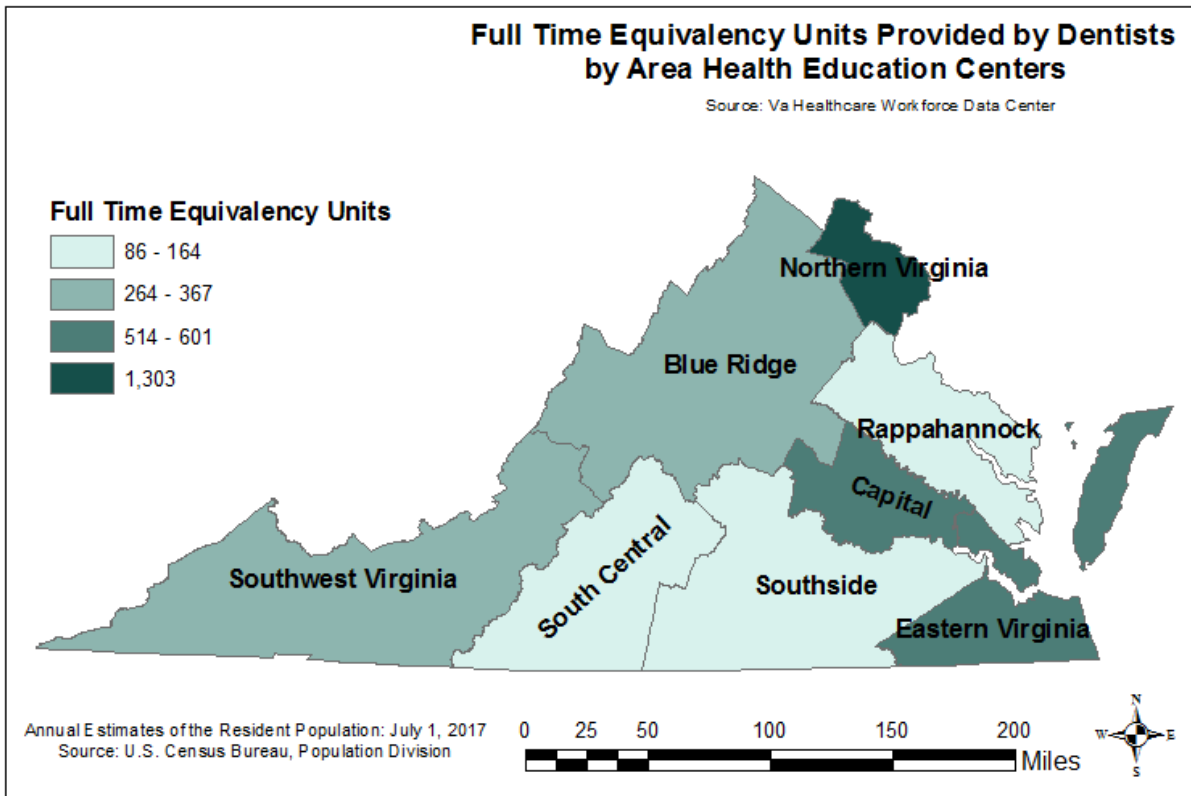 Full Time Equivalency Units Provided by Dentists
by Area Health Education Centers
Source: Va Healthcare Workforce Data Center
Full Time Equivalency Units
86 - 164
264 - 367
514 - 601
1,303
Northern Virginia
Blue Ridge
Rappahannock
Capital
Southwest Virginia
South Central
Southside
Eastern Virginia
Annual Estimates of the Resident Population: July 1, 2017
Source: U.S. Census Bureau, Population Division
0 25 50 100 150 200
Miles
N
W E
S